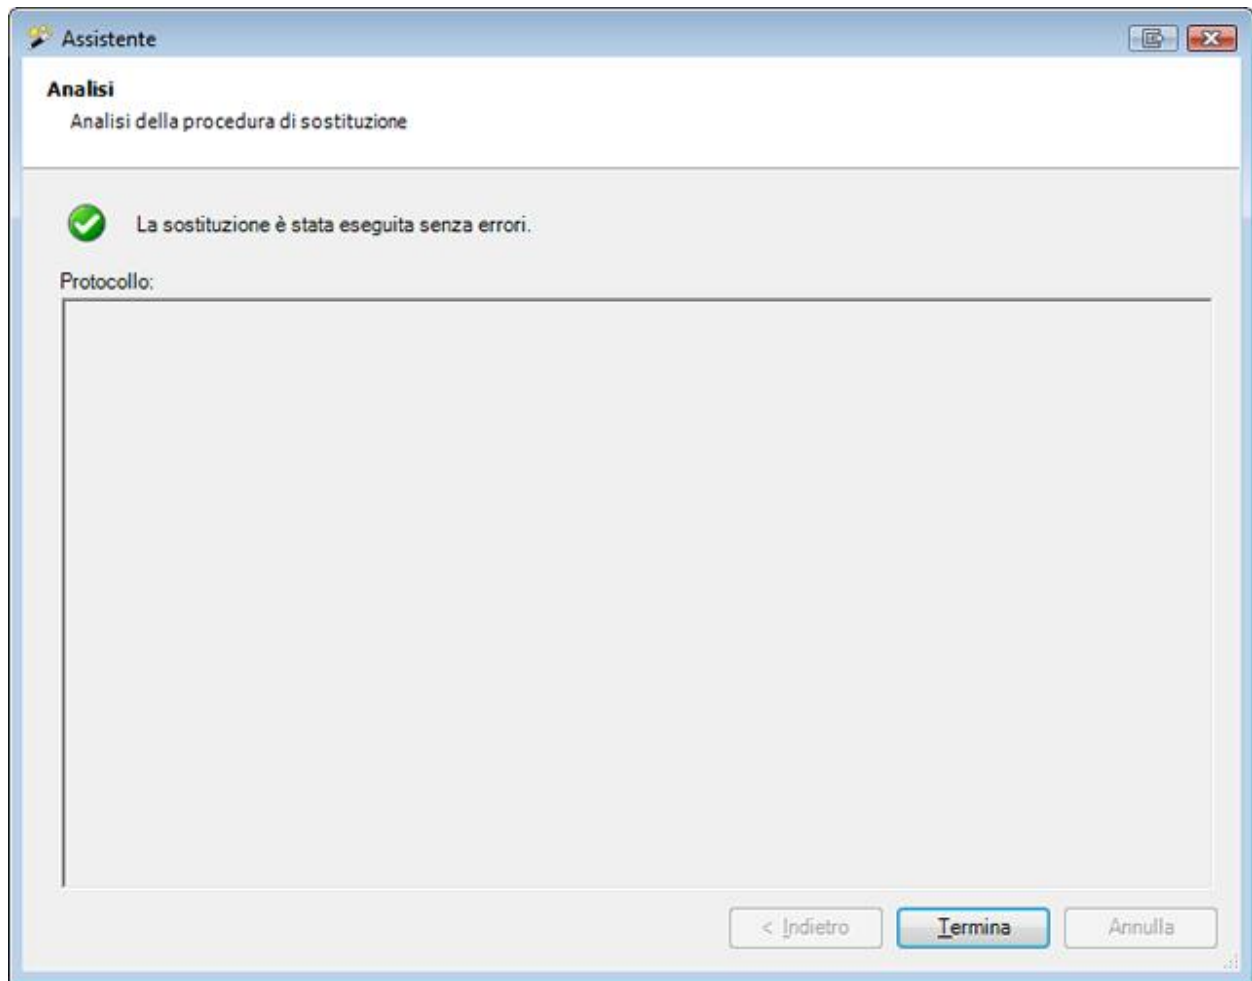 Assistente
Analisi
Analisi della procedura di sostituzione
La sostituzione è stata eseguita senza errori.
Protocollo:
< Indietro Termina Annulla